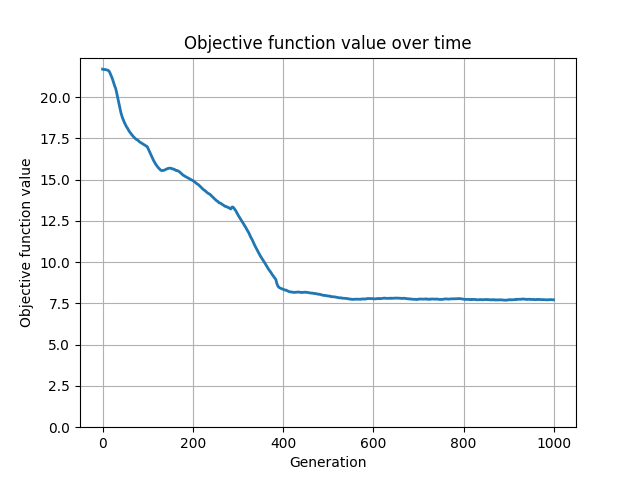 Objective function value over time
Objective function value
20.0
17.5
15.0
12.5
10.0
7.5
5.0
2.5
0.0
0 200 400 600 800 1000
Generation